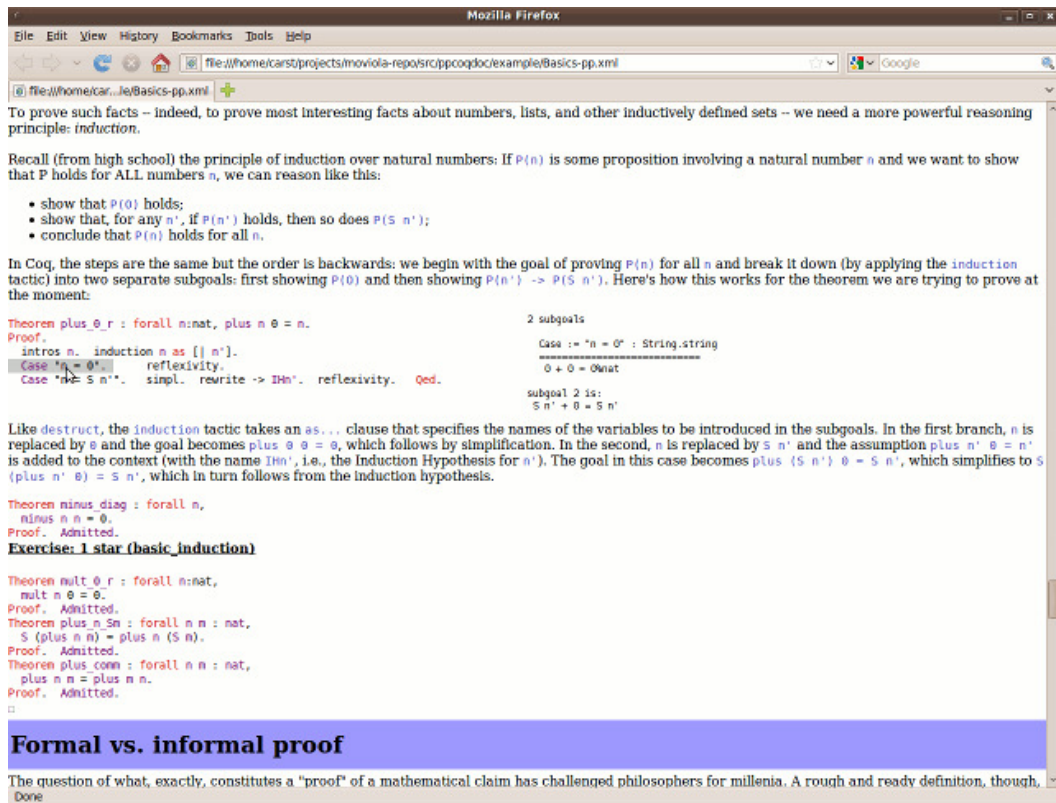 Mozilla Firefox
File Edit View History Bookmarks Tools Help
file:///home/carst/projects/moviola-repo/src/ppcoqdoc/example/Basics-pp.xml
Google
file:///home/car...le/Basics-pp.xml
To prove such facts -- indeed, to prove most interesting facts about numbers, lists, and other inductively defined sets -- we need a more powerful reasoning
principle: induction.
Recall (from high school) the principle of induction over natural numbers: If P(n) is some proposition involving a natural number n and we want to show
that P holds for ALL numbers n, we can reason like this:
• show that P(O) holds;
• show that, for any n', if P(n') holds, then so does P(S n');
• conclude that P(n) holds for all n.
In Coq, the steps are the same but the order is backwards: we begin with the goal of proving P(n) for all n and break it down (by applying the induction
tactic) into two separate subgoals: first showing P(O) and then showing P(n') -> P(S n'). Here's how this works for the theorem we are trying to prove at
the moment:
Theorem plus_0_r : forall n:nat, plus n 0 = n.
Proof.
intros n. induction n as [| n'].
Case "n = 0". reflexivity.
Case "n = S n'". simpl. rewrite -> IHn'. reflexivity. Qed.
2 subgoals
Case := "n = 0" : String.string
============================
0 + 0 = 0%nat
subgoal 2 is:
S n' + 0 = S n'
Like destruct, the induction tactic takes an as... clause that specifies the names of the variables to be introduced in the subgoals. In the first branch, n is
replaced by 0 and the goal becomes plus 0 0 = 0, which follows by simplification. In the second, n is replaced by S n' and the assumption plus n' 0 = n'
is added to the context (with the name IHn', i.e., the Induction Hypothesis for n'). The goal in this case becomes plus (S n') 0 = S n', which simplifies to S
(plus n' 0) = S n', which in turn follows from the induction hypothesis.
Theorem minus_diag : forall n,
minus n n = 0.
Proof. Admitted.
Exercise: 1 star (basic_induction)
Theorem mult_0_r : forall n:nat,
mult n 0 = 0.
Proof. Admitted.
Theorem plus_n_Sm : forall n m : nat,
S (plus n m) = plus n (S m).
Proof. Admitted.
Theorem plus_comm : forall n m : nat,
plus n m = plus m n.
Proof. Admitted.
□
Formal vs. informal proof
The question of what, exactly, constitutes a "proof" of a mathematical claim has challenged philosophers for millenia. A rough and ready definition, though,
Done